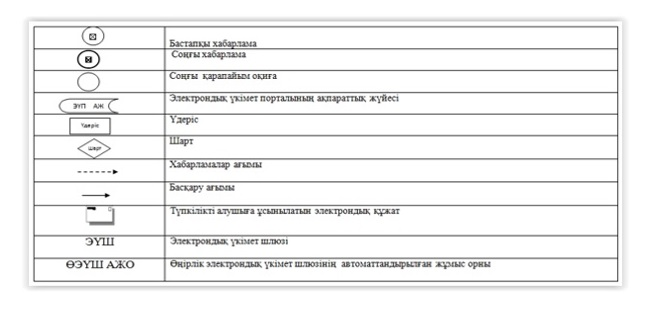 Бастапқы хабарлама
Соңғы хабарлама
Соңғы қарапайым оқиға
ЭҮП АЖ
Электрондық үкімет порталының ақпараттық жүйесі
Үдеріс
Үдеріс
Шарт
Шарт
Хабарламалар ағымы
Басқару ағымы
Түпкілікті алушыға ұсынылатын электрондық құжат
ЭҮШ
Электрондық үкімет шлюзі
ӨЭҮШ АЖО
Өңірлік электрондық үкімет шлюзінің автоматтандырылған жұмыс орны